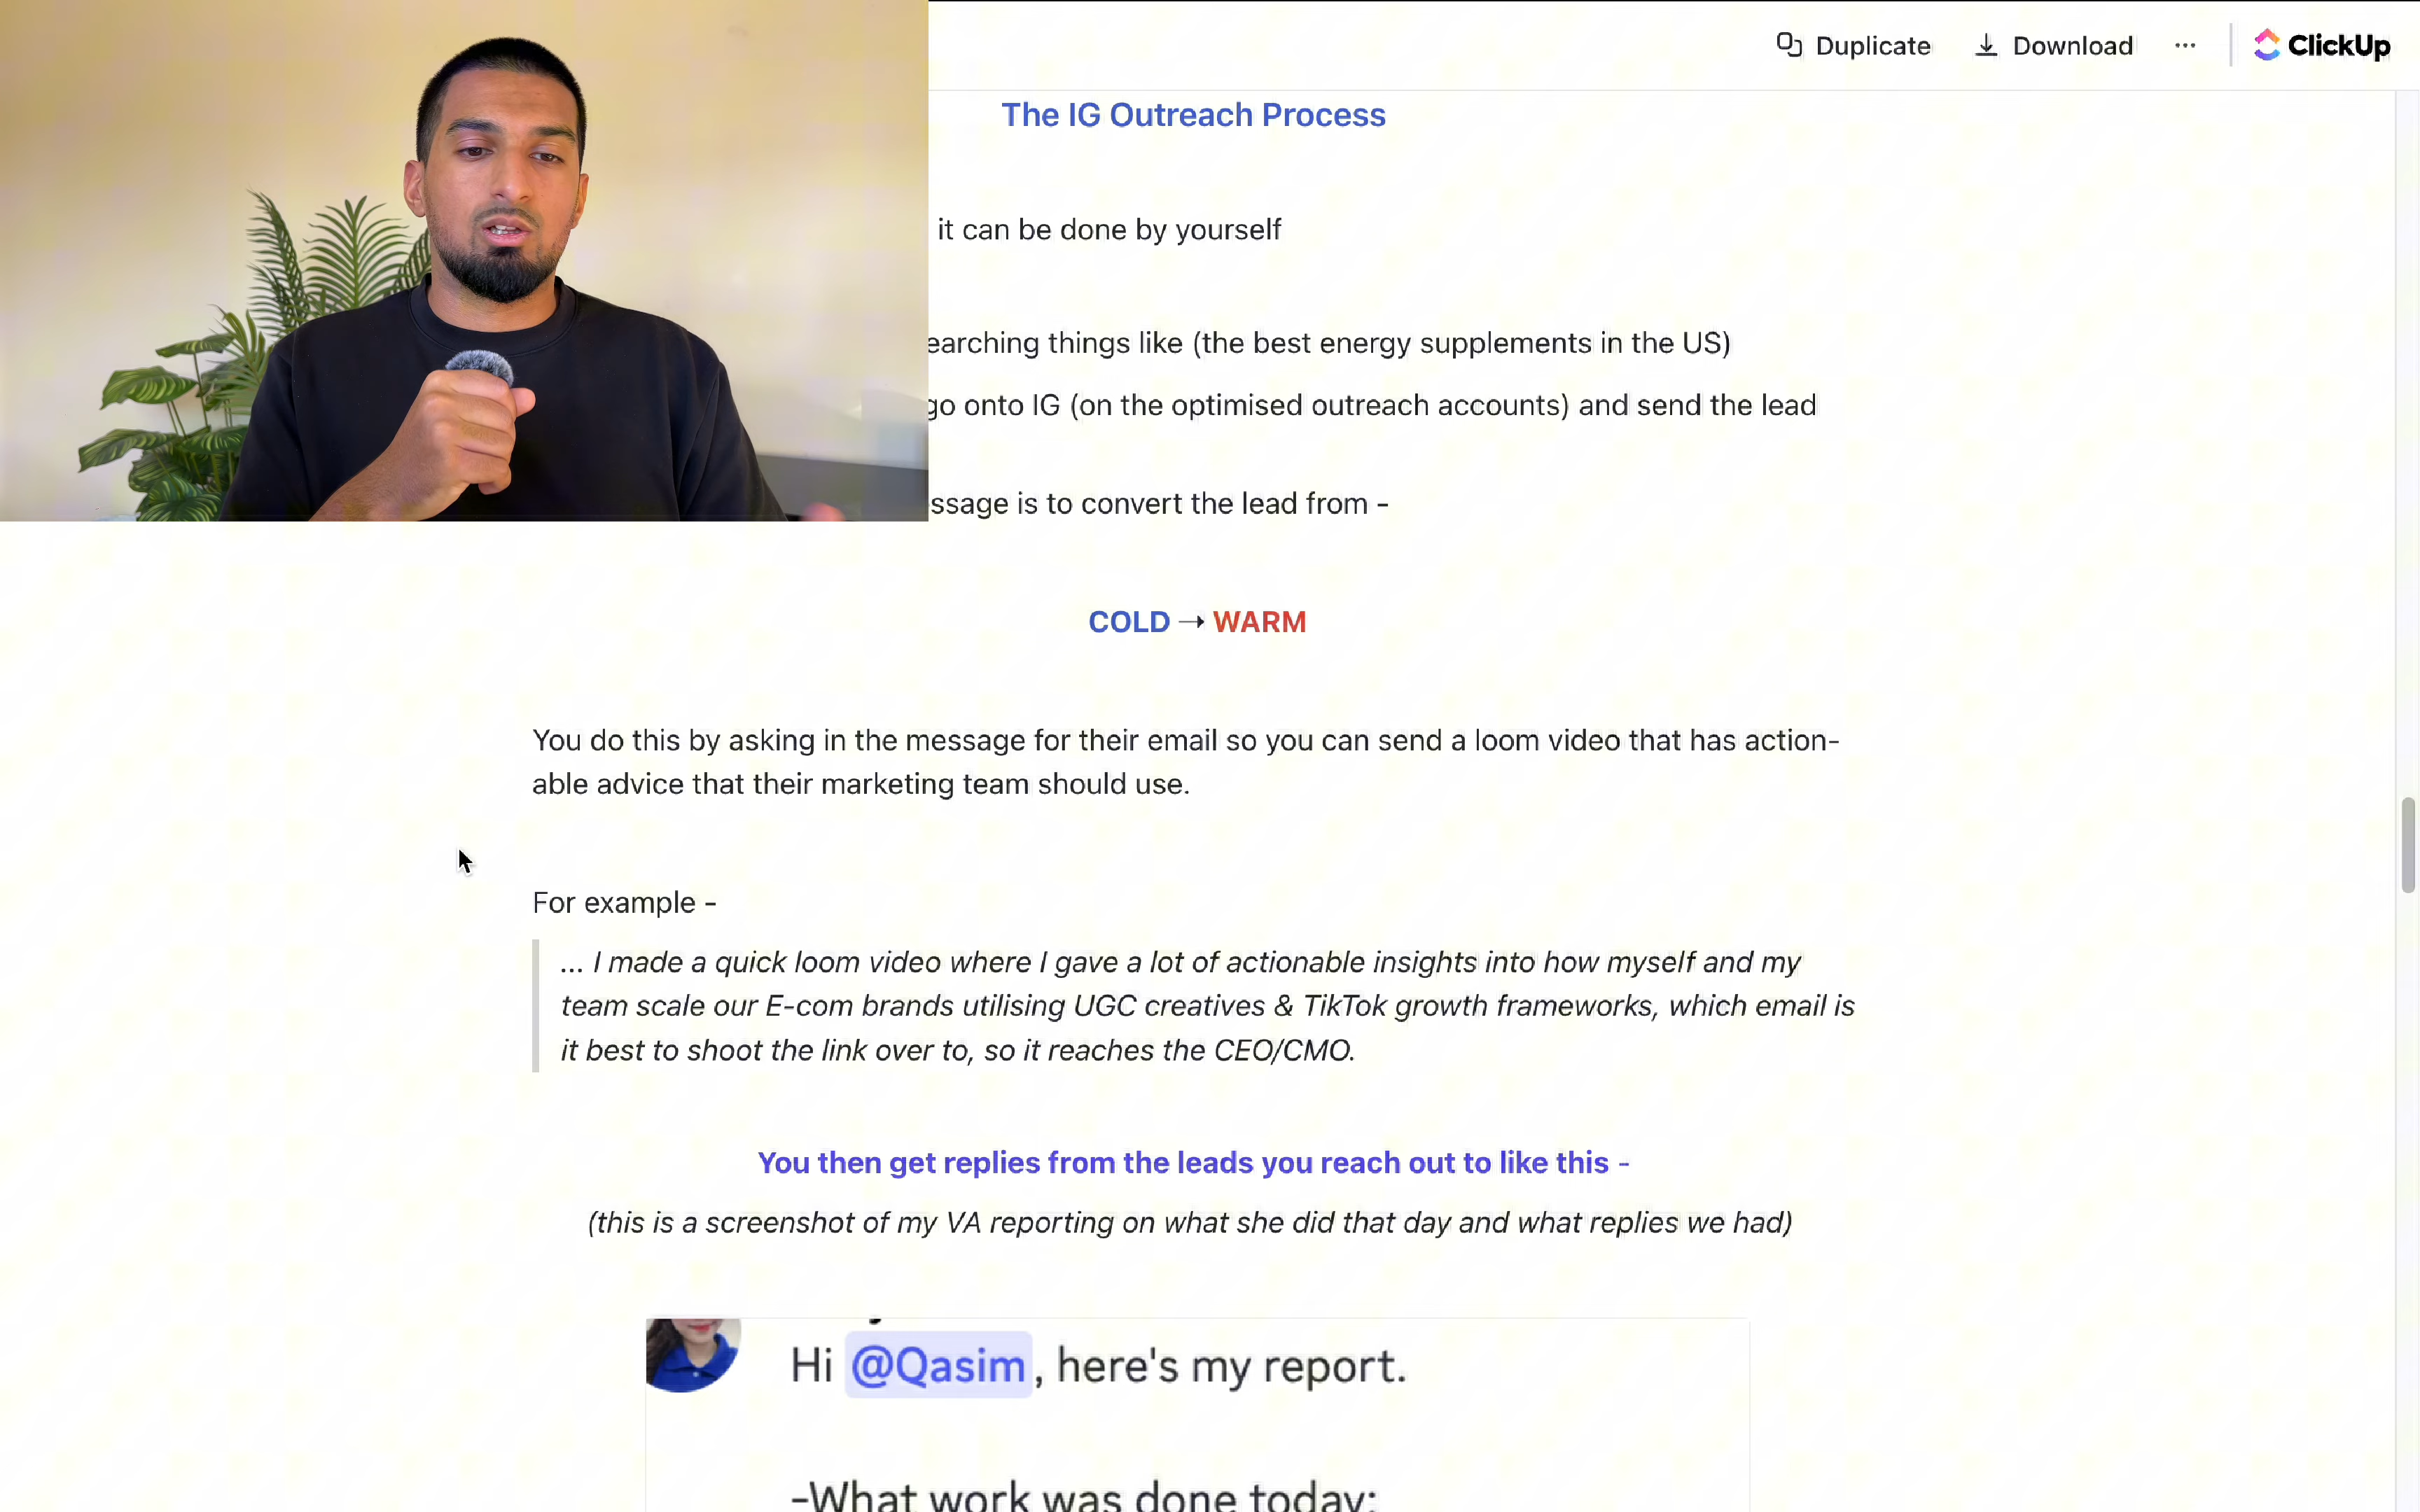 Duplicate
Download
ClickUp
The IG Outreach Process
it can be done by yourself
earching things like (the best energy supplements in the US)
go onto IG (on the optimised outreach accounts) and send the lead
ssage is to convert the lead from -
COLD → WARM
You do this by asking in the message for their email so you can send a loom video that has action-
able advice that their marketing team should use.
For example -
... I made a quick loom video where I gave a lot of actionable insights into how myself and my
team scale our E-com brands utilising UGC creatives & TikTok growth frameworks, which email is
it best to shoot the link over to, so it reaches the CEO/CMO.
You then get replies from the leads you reach out to like this -
(this is a screenshot of my VA reporting on what she did that day and what replies we had)
Hi @Qasim, here's my report.
-What work was done today: